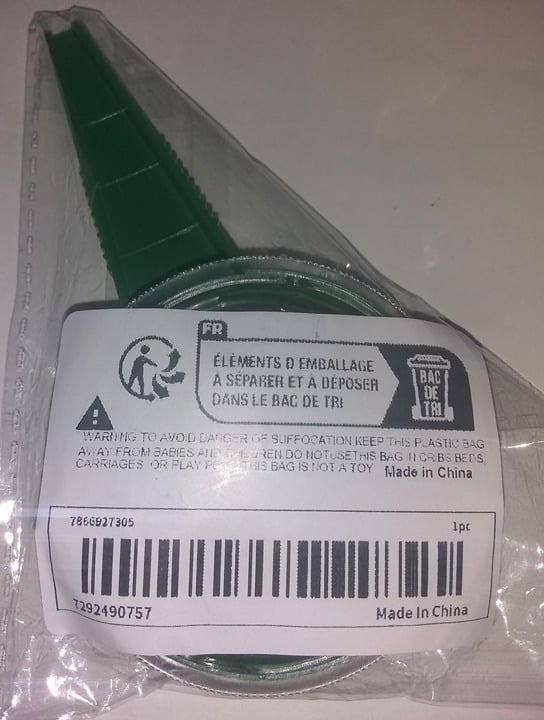 FR
ÉLÉMENTS D'EMBALLAGE
À SÉPARER ET À DÉPOSER
DANS LE BAC DE TRI
BAC
DE
TRI
WARNING:TO AVOID DANGER OF SUFFOCATION KEEP THIS PLASTIC BAG
AWAY FROM BABIES AND CHILDREN.DO NOTUSETHIS BAG IN CRIBS BEDS,
CARRIAGES OR PLAY THIS BAG IS NOT A TOY
Made in China
7866927305
1pc
7292490757
Made In China